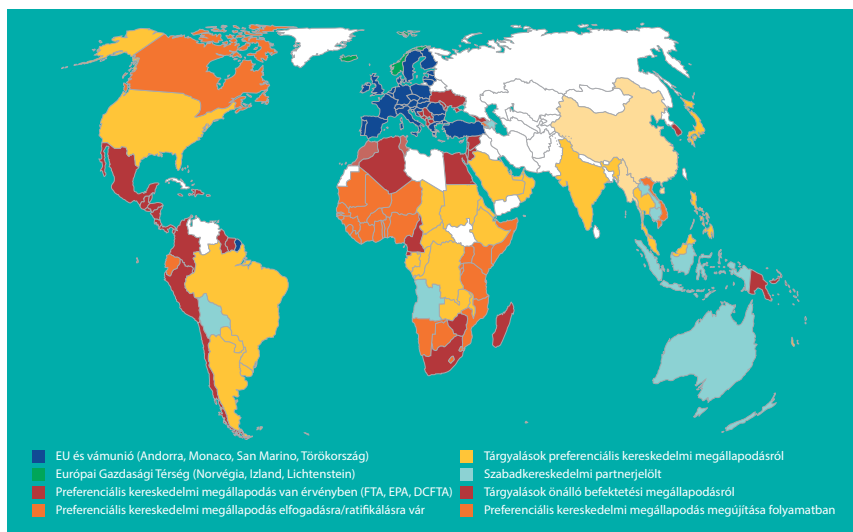 EU és vámunió (Andorra, Monaco, San Marino, Törökország)
Európai Gazdasági Térség (Norvégia, Izland, Lichtenstein)
Preferenciális kereskedelmi megállapodás van érvényben (FTA, EPA, DCFTA)
Preferenciális kereskedelmi megállapodás elfogadásra/ratifikálásra vár
Tárgyalások preferenciális kereskedelmi megállapodásról
Szabadkereskedelmi partnerjelölt
Tárgyalások önálló befektetési megállapodásról
Preferenciális kereskedelmi megállapodás megújítása folyamatban